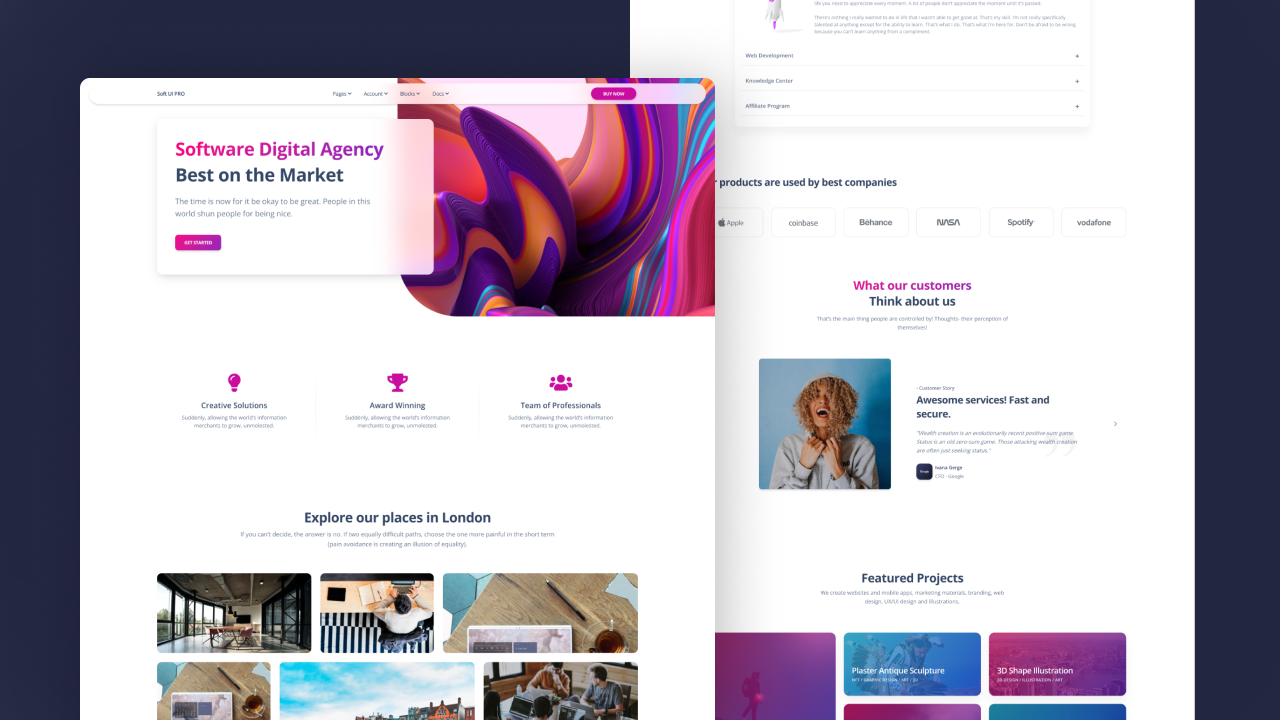 Soft UI PRO
Pages
Account
Blocks
Docs
BUY NOW
Software Digital Agency
Best on the Market
The time is now for it be okay to be great. People in this
world shun people for being nice.
GET STARTED
Creative Solutions
Suddenly, allowing the world's information
merchants to grow, unmolested.
Award Winning
Suddenly, allowing the world's information
merchants to grow, unmolested.
Team of Professionals
Suddenly, allowing the world's information
merchants to grow, unmolested.
Explore our places in London
If you can't decide, the answer is no. If two equally difficult paths, choose the one more painful in the short term
(pain avoidance is creating an illusion of equality).
life you need to appreciate every moment. A lot of people don't appreciate the moment until it's passed.
There's nothing I really wanted to do in life that I wasn't able to get good at. That's my skill. I'm not really specifically
talented at anything except for the ability to learn. That's what I do. That's what I'm here for. Don't be afraid to be wrong
because you can't learn anything from a compliment.
Web Development +
Knowledge Center +
Affiliate Program +
products are used by best companies
Apple
coinbase
Bēhance
NASA
Spotify
vodafone
What our customers
Think about us
That's the main thing people are controlled by! Thoughts- their perception of
themselves!
- Customer Story
Awesome services! Fast and
secure.
"Wealth creation is an evolutionarily recent positive-sum game.
Status is an old zero-sum game. Those attacking wealth creation
are often just seeking status."
Ivana Gerge
CFO - Google
Featured Projects
We create websites and mobile apps, marketing materials, branding, web
design, UX/UI design and illustrations.
Plaster Antique Sculpture
NFT / GRAPHIC DESIGN / ART / 3D
3D Shape Illustration
3D DESIGN / ILLUSTRATION / ART